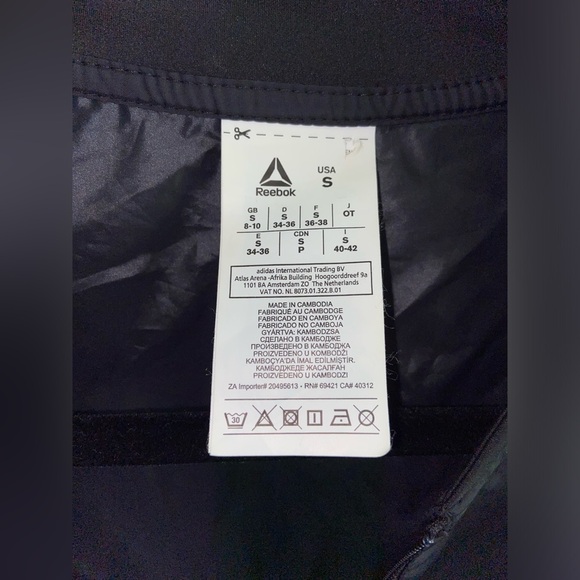 Reebok
USA
S
GB
S
8-10
D
S
34-36
F
S
36-38
J
OT
E
S
34-36
CDN
S
P
I
S
40-42
adidas International Trading BV
Atlas Arena -Afrika Building Hoogoorddreef 9a
1101 BA Amsterdam ZO The Netherlands
VAT NO. NL 8073.01.322.B.01
MADE IN CAMBODIA
FABRIQUÉ AU CAMBODGE
FABRICADO EN CAMBOYA
FABRICADO NO CAMBOJA
GYÁRTVA: KAMBODZSA
СДЕЛАНО В КАМБОДЖЕ
ПРОИЗВЕДЕНО В КАМБОДЖА
PROIZVEDENO U KOMBODŽI
KAMBOÇYA'DA İMAL EDİLMİŞTİR.
КАМБОДЖЕДЕ ЖАСАЛҒАН
PROIZVEDENO U KAMBODZI
ZA Importer# 20495613 - RN# 69421 CA# 40312
30